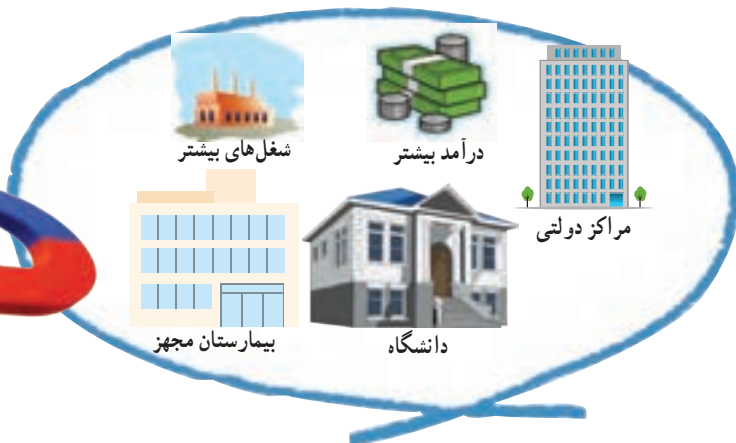 شغل‌های بیشتر
درآمد بیشتر
مراکز دولتی
بیمارستان مجهز
دانشگاه